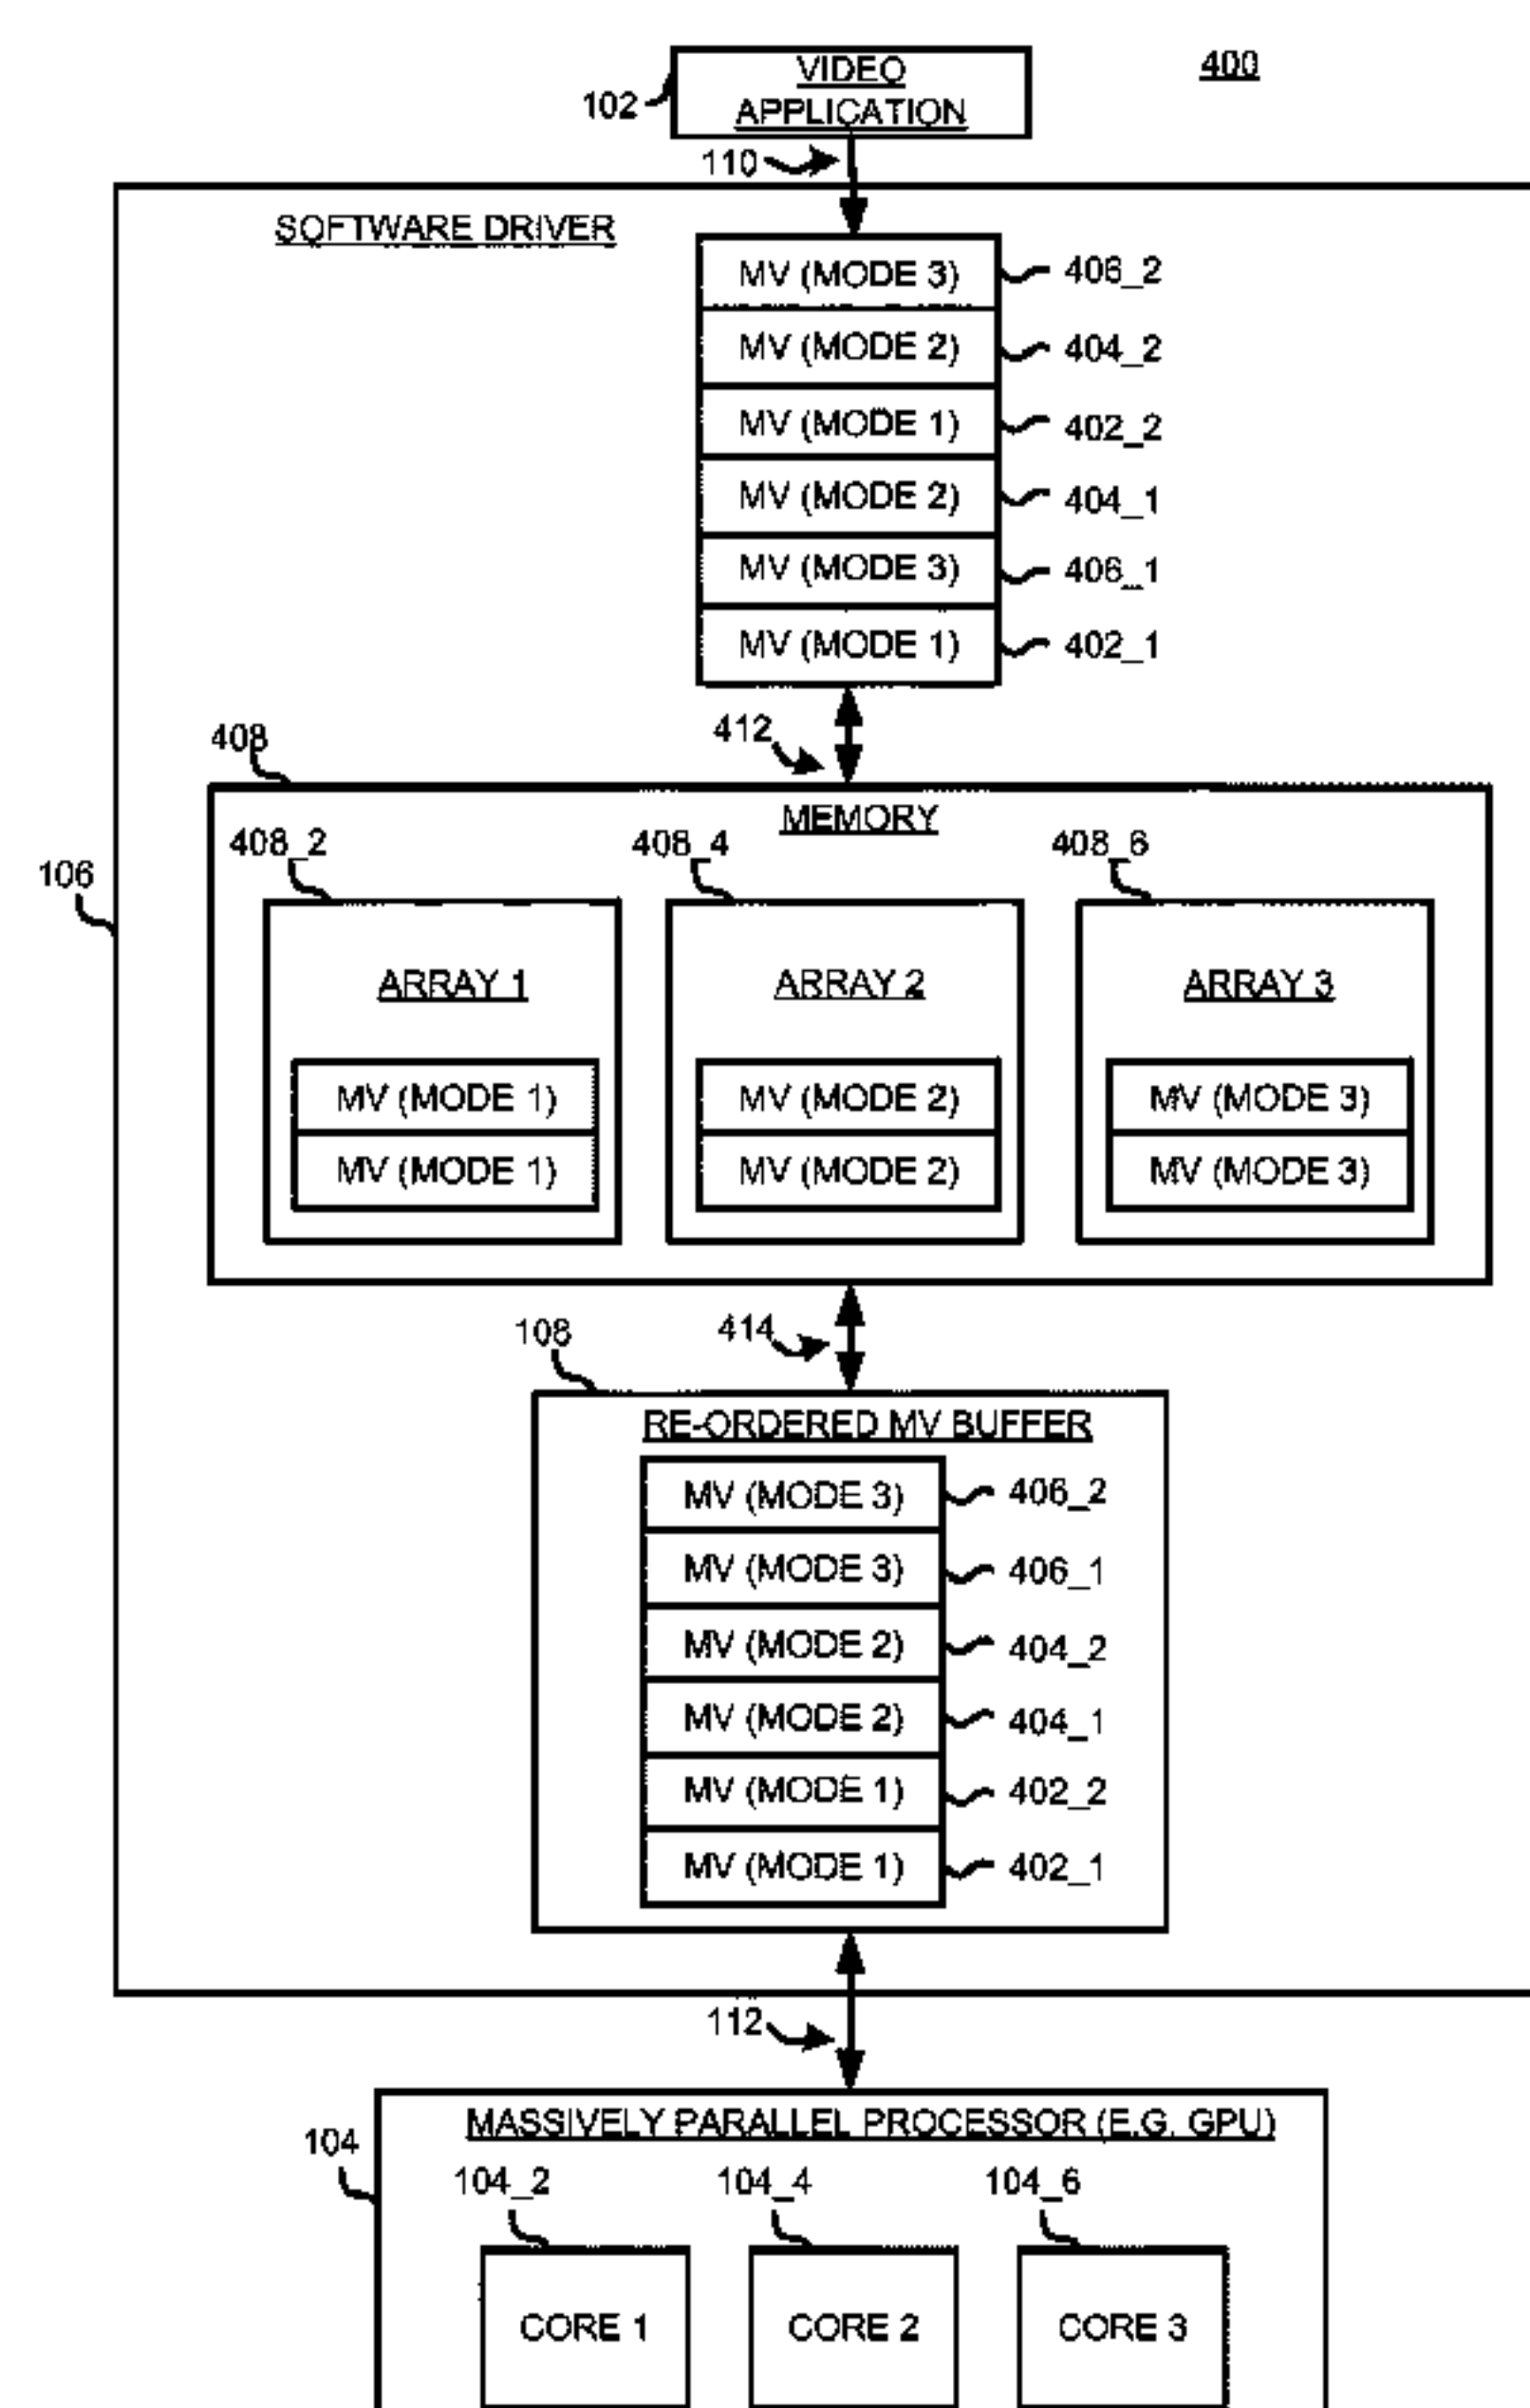 400
VIDEO
APPLICATION
102
110
SOFTWARE DRIVER
MV (MODE 3) 406_2
MV (MODE 2) 404_2
MV (MODE 1) 402_2
MV (MODE 2) 404_1
MV (MODE 3) 406_1
MV (MODE 1) 402_1
412
408
MEMORY
408_2 408_4 408_6
106
ARRAY 1 ARRAY 2 ARRAY 3
MV (MODE 1) MV (MODE 2) MV (MODE 3)
MV (MODE 1) MV (MODE 2) MV (MODE 3)
108 414
RE-ORDERED MV BUFFER
MV (MODE 3) 406_2
MV (MODE 3) 406_1
MV (MODE 2) 404_2
MV (MODE 2) 404_1
MV (MODE 1) 402_2
MV (MODE 1) 402_1
112
MASSIVELY PARALLEL PROCESSOR (E.G. GPU)
104
104_2 104_4 104_6
CORE 1 CORE 2 CORE 3